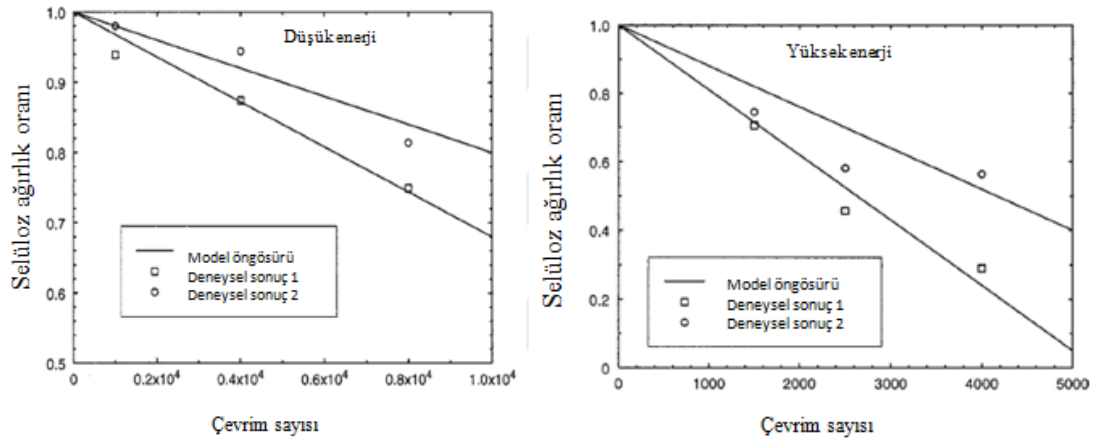 Düşük enerji
Selüloz ağırlık oranı
1.0
0.9
0.8
0.7
0.6
0.5
Model öngösürü
Deneysel sonuç 1
Deneysel sonuç 2
0
0.2x10⁴
0.4x10⁴
0.6x10⁴
0.8x10⁴
1.0x10⁴
Çevrim sayısı
Yüksek enerji
Selüloz ağırlık oranı
1.0
0.8
0.6
0.4
0.2
0
Model öngösürü
Deneysel sonuç 1
Deneysel sonuç 2
0
1000
2000
3000
4000
5000
Çevrim sayısı